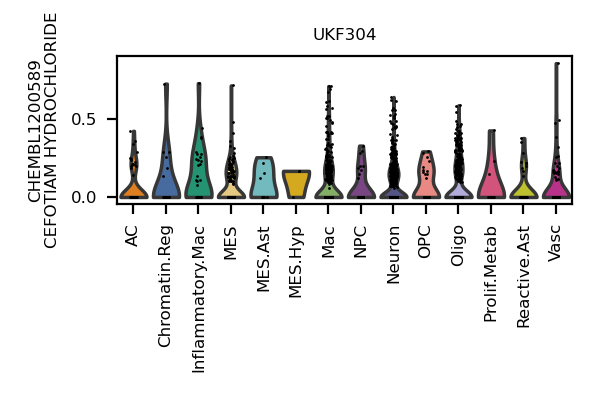 UKF304
CHEMBL1200589
CEFOTIAM HYDROCHLORIDE
0.5
0.0
AC
Chromatin.Reg
Inflammatory.Mac
MES
MES.Ast
MES.Hyp
Mac
NPC
Neuron
OPC
Oligo
Prolif.Metab
Reactive.Ast
Vasc